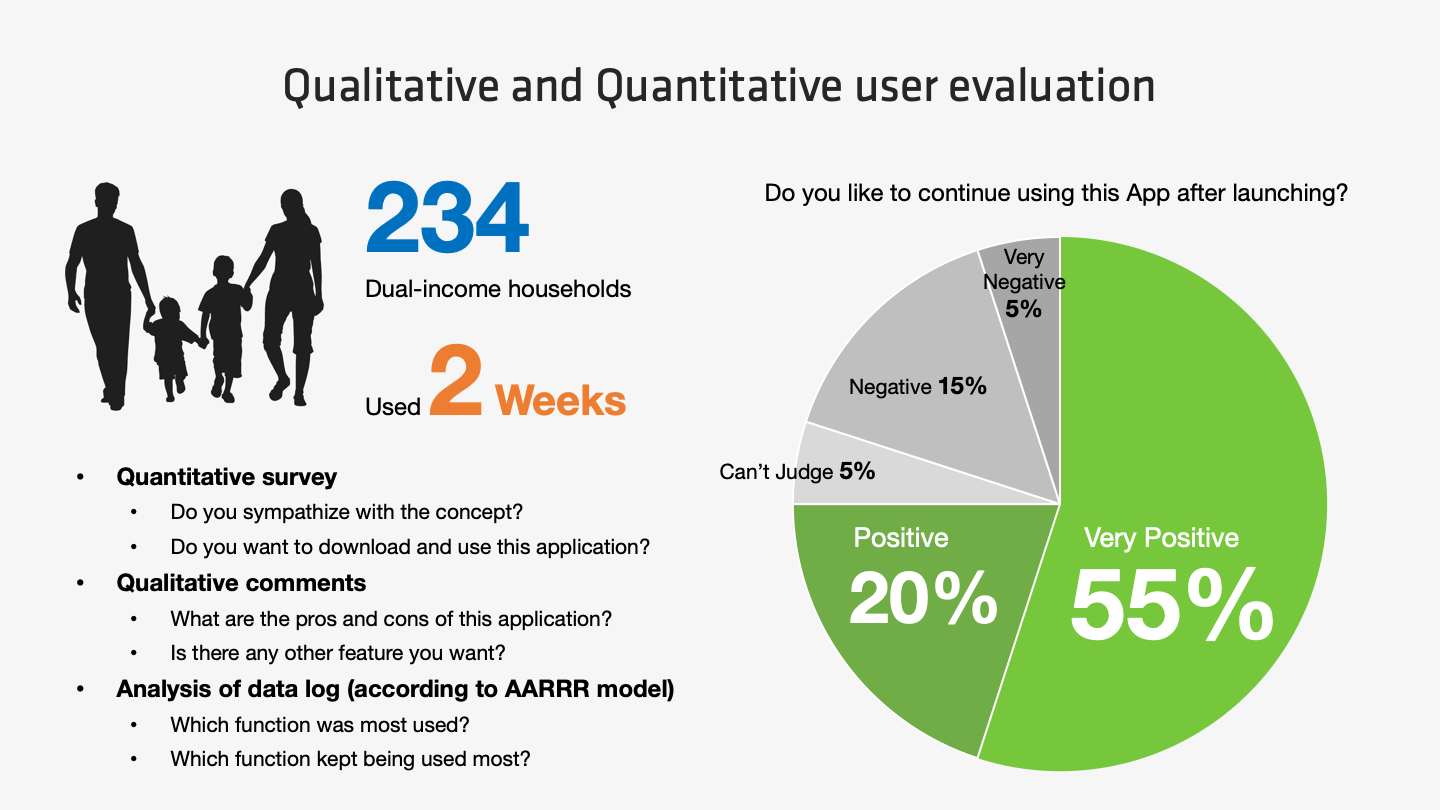 Qualitative and Quantitative user evaluation
234
Dual-income households
Used 2 Weeks
• Quantitative survey
• Do you sympathize with the concept?
• Do you want to download and use this application?
• Qualitative comments
• What are the pros and cons of this application?
• Is there any other feature you want?
• Analysis of data log (according to AARRR model)
• Which function was most used?
• Which function kept being used most?
Do you like to continue using this App after launching?
Very
Negative
5%
Negative 15%
Can’t Judge 5%
Positive
20%
Very Positive
55%